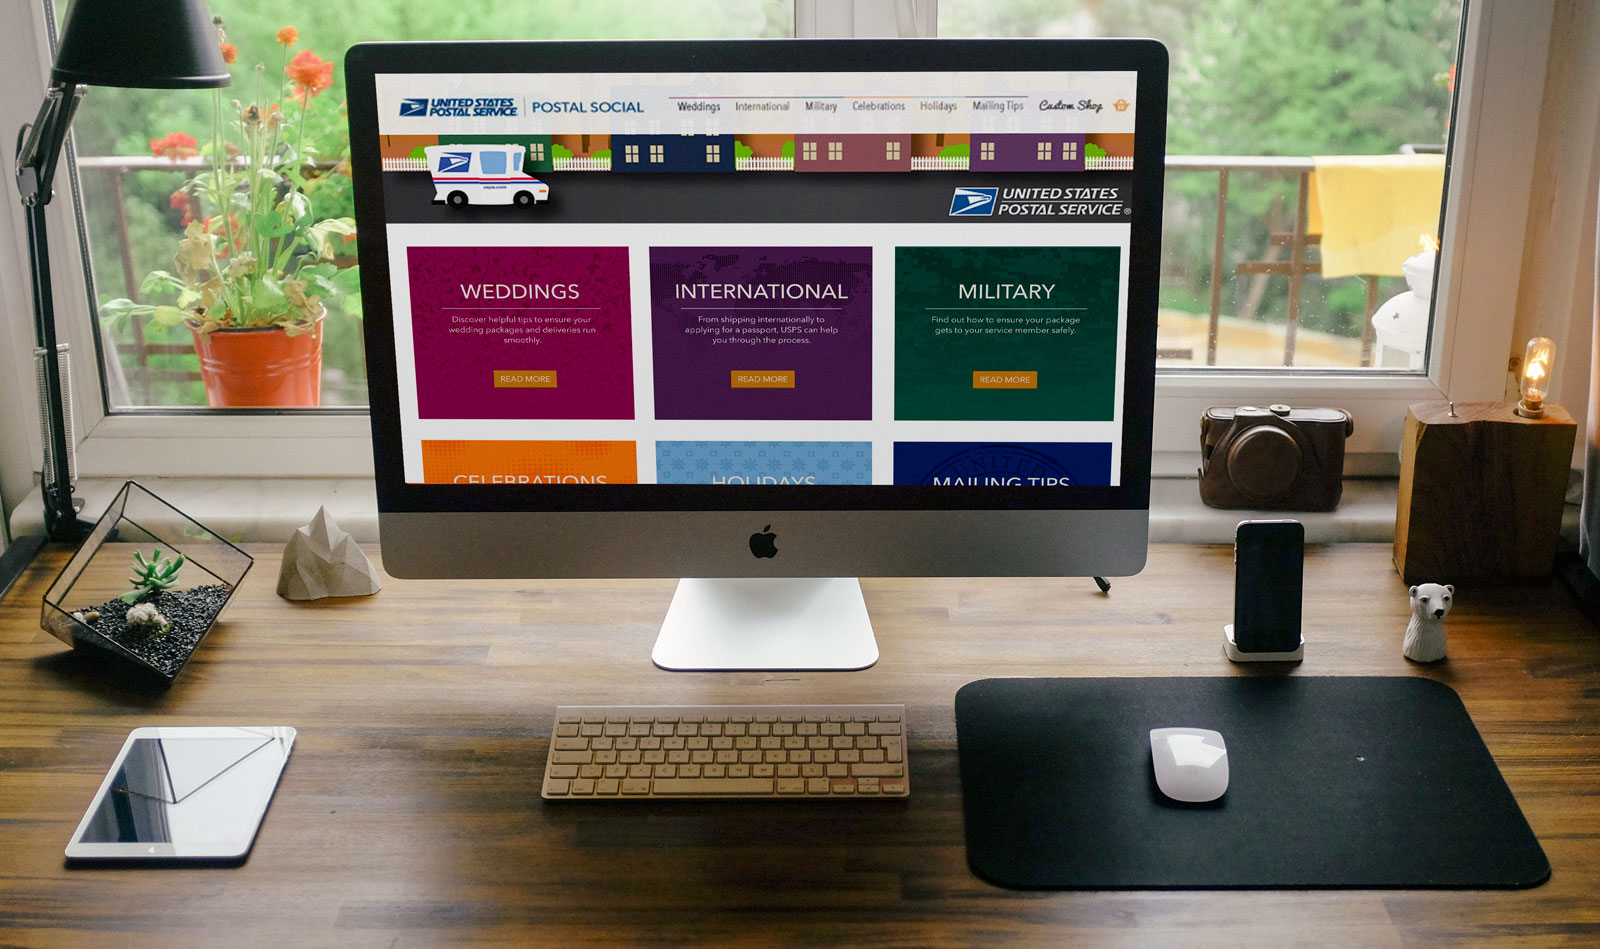 UNITED STATES
POSTAL SERVICE
POSTAL SOCIAL
Weddings
International
Military
Celebrations
Holidays
Mailing Tips
Custom Shop
usps.com
UNITED STATES
POSTAL SERVICE®
WEDDINGS
Discover helpful tips to ensure your
wedding packages and deliveries run
smoothly.
READ MORE
INTERNATIONAL
From shipping internationally to
applying for a passport, USPS can help
you through the process.
READ MORE
MILITARY
Find out how to ensure your package
gets to your service member safely.
READ MORE
CELEBRATIONS
HOLIDAYS
UNITED
MAILING TIPS